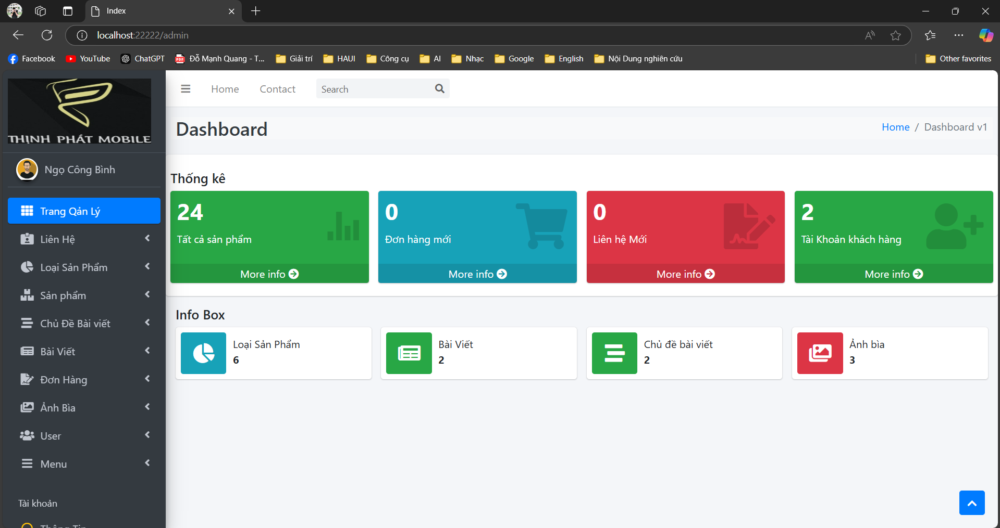 Index
localhost:22222/admin
Facebook YouTube ChatGPT Đỗ Mạnh Quang - T... Giải trí HAUI Công cụ AI Nhạc Google English Nội Dung nghiên cứu Other favorites
THỊNH PHÁT MOBILE
Home Contact Search
Dashboard
Home / Dashboard v1
Ngọ Công Bình
Trang Qản Lý
Liên Hệ
Loại Sản Phẩm
Sản phẩm
Chủ Đề Bài viết
Bài Viết
Đơn Hàng
Ảnh Bìa
User
Menu
Tài khoản
Thông Tin
Thống kê
24
Tất cả sản phẩm
More info
0
Đơn hàng mới
More info
0
Liên hệ Mới
More info
2
Tài Khoản khách hàng
More info
Info Box
Loại Sản Phẩm
6
Bài Viết
2
Chủ đề bài viết
2
Ảnh bìa
3